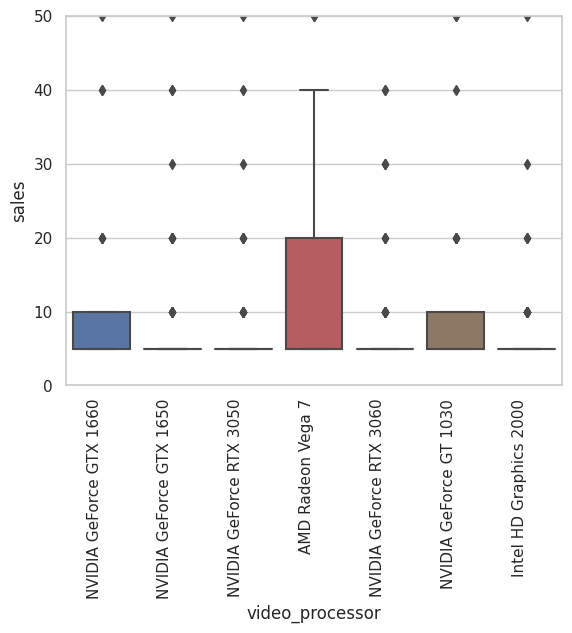 50
40
30
20
10
0
sales
NVIDIA GeForce GTX 1660
NVIDIA GeForce GTX 1650
NVIDIA GeForce RTX 3050
AMD Radeon Vega 7
NVIDIA GeForce RTX 3060
NVIDIA GeForce GT 1030
Intel HD Graphics 2000
video_processor